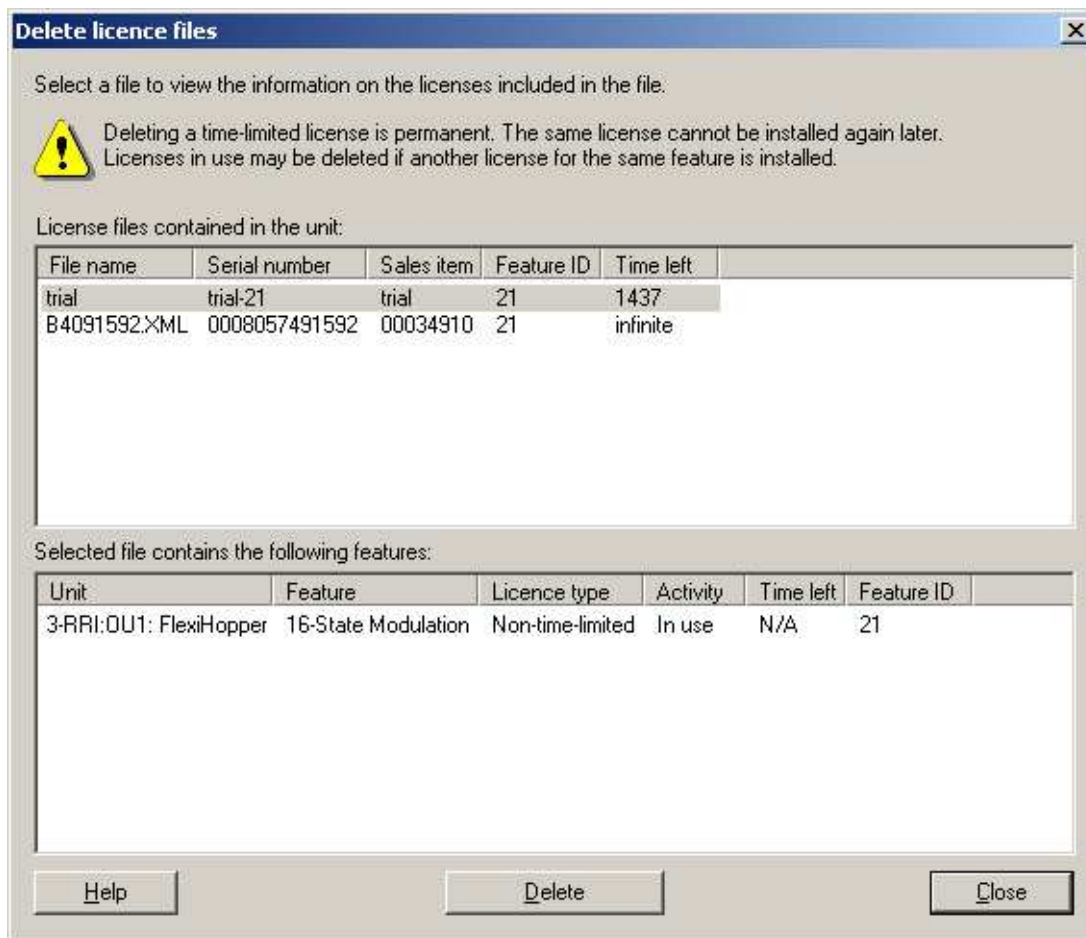 Delete licence files
Select a file to view the information on the licenses included in the file.
Deleting a time-limited license is permanent. The same license cannot be installed again later.
Licenses in use may be deleted if another license for the same feature is installed.
License files contained in the unit:
File name Serial number Sales item Feature ID Time left
trial trial-21 trial 21 1437
B4091592.XML 0008057491592 00034910 21 infinite
Selected file contains the following features:
Unit Feature Licence type Activity Time left Feature ID
3-RRI:OU1: FlexiHopper 16-State Modulation Non-time-limited In use N/A 21
Help Delete Close